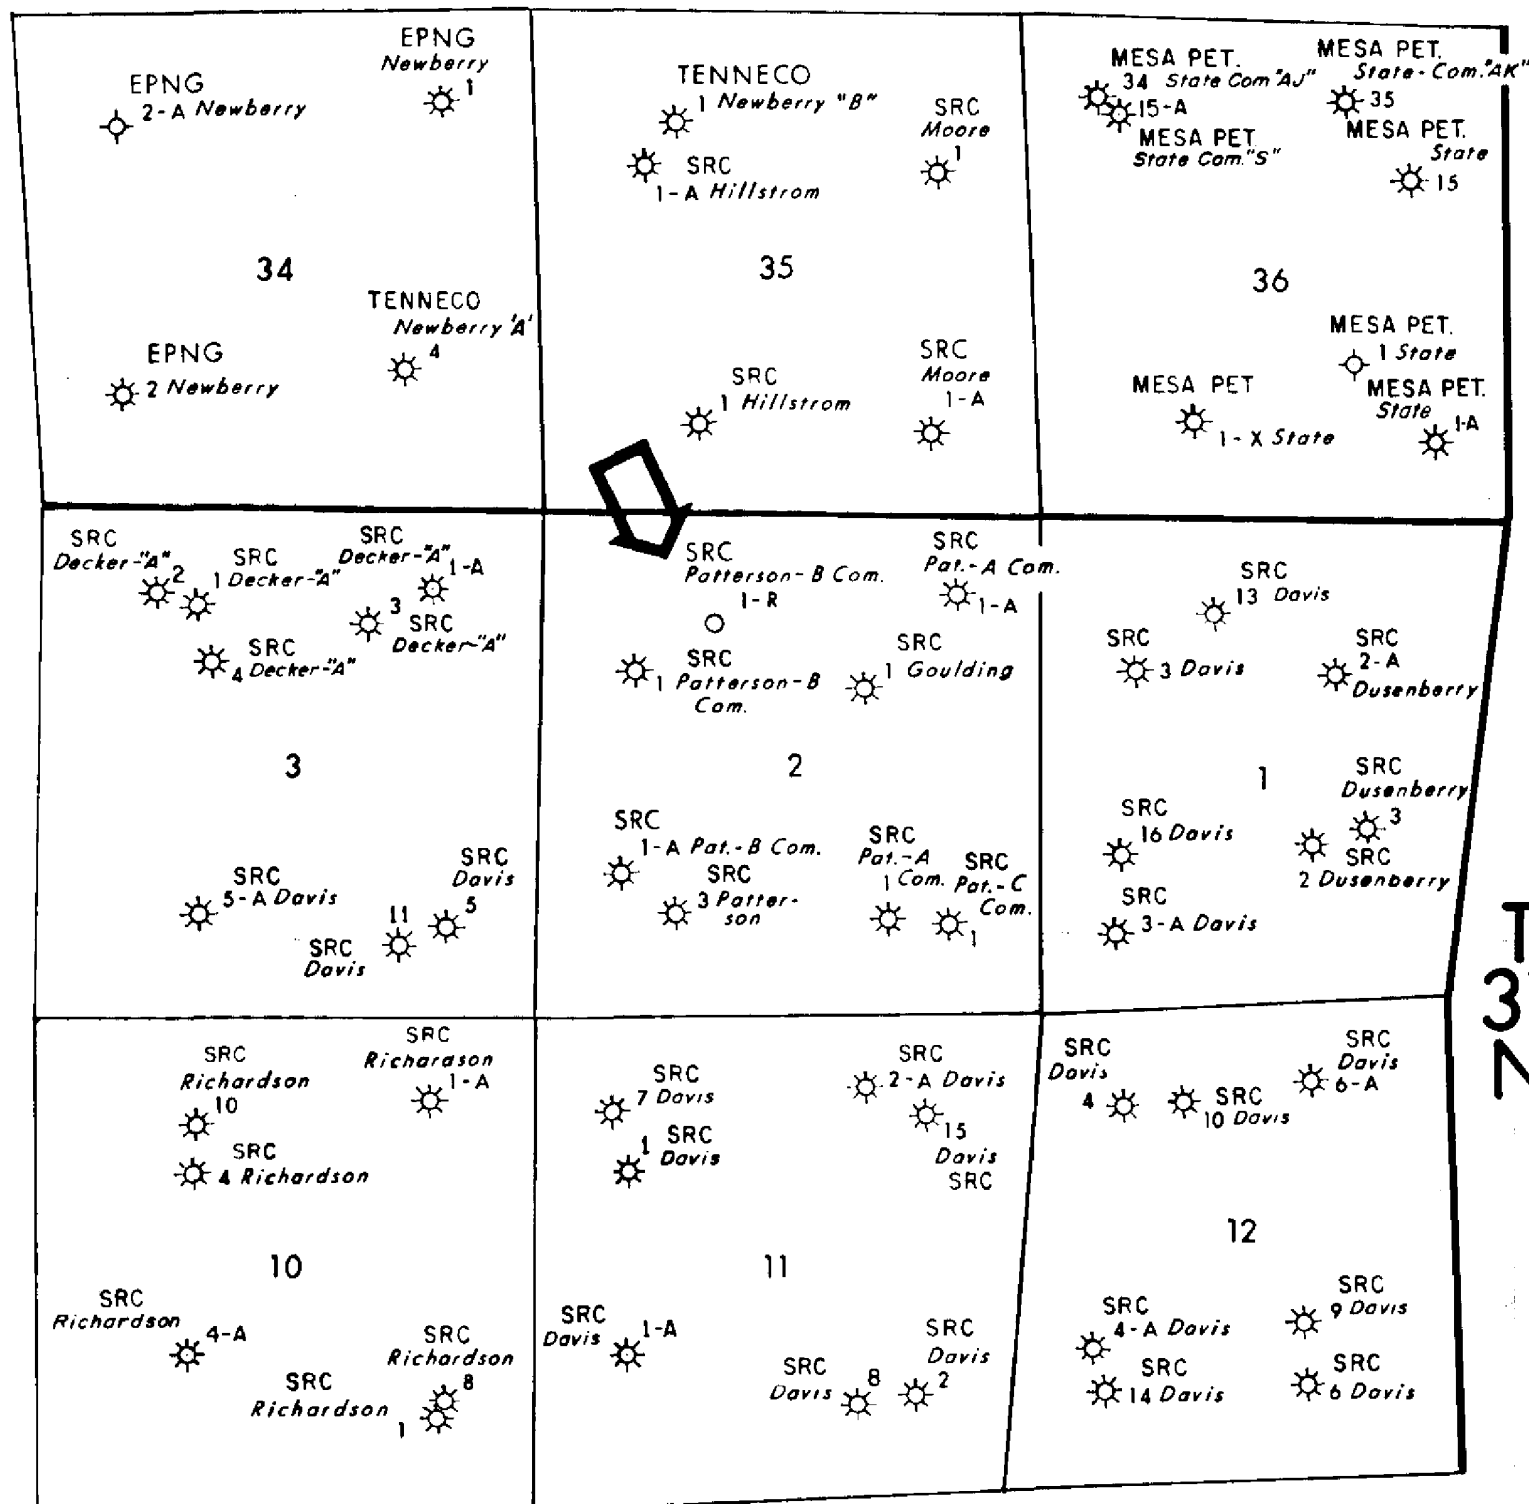 EPNG
2-A Newberry
EPNG
Newberry
1
34
EPNG
2 Newberry
TENNECO
Newberry 'A'
4
TENNECO
1 Newberry "B"
SRC
1-A Hillstrom
SRC
Moore
1
35
SRC
1 Hillstrom
SRC
Moore
1-A
MESA PET.
34 State Com "AJ"
15-A
MESA PET
State Com. "S"
MESA PET.
State-Com. "AK"
35
MESA PET.
State
15
36
MESA PET.
1 State
MESA PET
1-X State
MESA PET.
State
1-A
SRC
Decker-"A"
2
SRC
1 Decker-"A"
SRC
Decker-"A"
1-A
3
SRC
Decker-"A"
SRC
4 Decker-"A"
3
SRC
5-A Davis
SRC
Davis
5
11
SRC
Davis
SRC
Patterson-B Com.
1-R
SRC
Pat.-A Com.
1-A
SRC
1 Patterson-B
Com.
SRC
1 Goulding
2
SRC
1-A Pat.-B Com.
SRC
3 Patter-
son
SRC
Pat.-A
1 Com.
SRC
Pat.-C
Com.
1
SRC
13 Davis
SRC
3 Davis
SRC
2-A
Dusenberry
1
SRC
Dusenberry
3
SRC
16 Davis
SRC
2 Dusenberry
SRC
3-A Davis
T
3
N
SRC
Richardson
10
SRC
Richardson
1-A
SRC
4 Richardson
10
SRC
Richardson
4-A
SRC
Richardson
8
SRC
Richardson
1
SRC
7 Davis
SRC
2-A Davis
1 SRC
Davis
15
Davis
SRC
11
SRC
Davis
1-A
SRC
Davis
8
SRC
Davis
2
SRC
Davis
4
SRC
10 Davis
SRC
Davis
6-A
12
SRC
4-A Davis
SRC
9 Davis
SRC
14 Davis
SRC
6 Davis